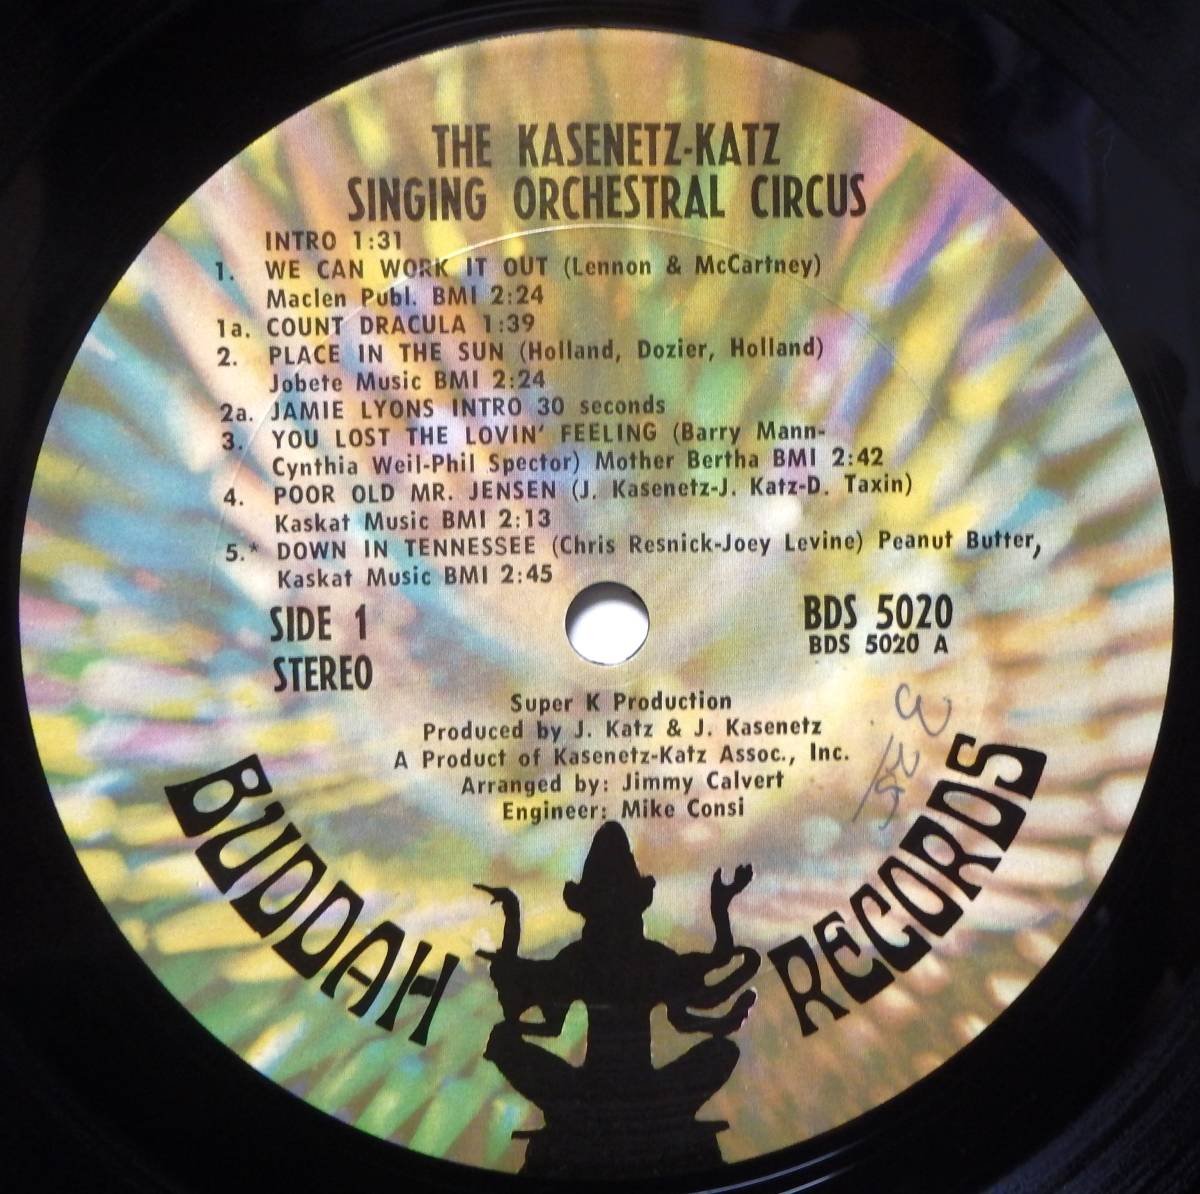 THE KASENETZ-KATZ
SINGING ORCHESTRAL CIRCUS
INTRO 1:31
1. WE CAN WORK IT OUT (Lennon & McCartney)
Maclen Publ. BMI 2:24
1a. COUNT DRACULA 1:39
2. PLACE IN THE SUN (Holland, Dozier, Holland)
Jobete Music BMI 2:24
2a. JAMIE LYONS INTRO 30 seconds
3. YOU LOST THE LOVIN' FEELING (Barry Mann-
Cynthia Weil-Phil Spector) Mother Bertha BMI 2:42
4. POOR OLD MR. JENSEN (J. Kasenetz-J. Katz-D. Taxin)
Kaskat Music BMI 2:13
5.* DOWN IN TENNESSEE (Chris Resnick-Joey Levine) Peanut Butter,
Kaskat Music BMI 2:45
SIDE 1
STEREO
BDS 5020
BDS 5020 A
Super K Production
Produced by J. Katz & J. Kasenetz
A Product of Kasenetz-Katz Assoc., Inc.
Arranged by: Jimmy Calvert
Engineer: Mike Consi
BUDDAH RECORDS